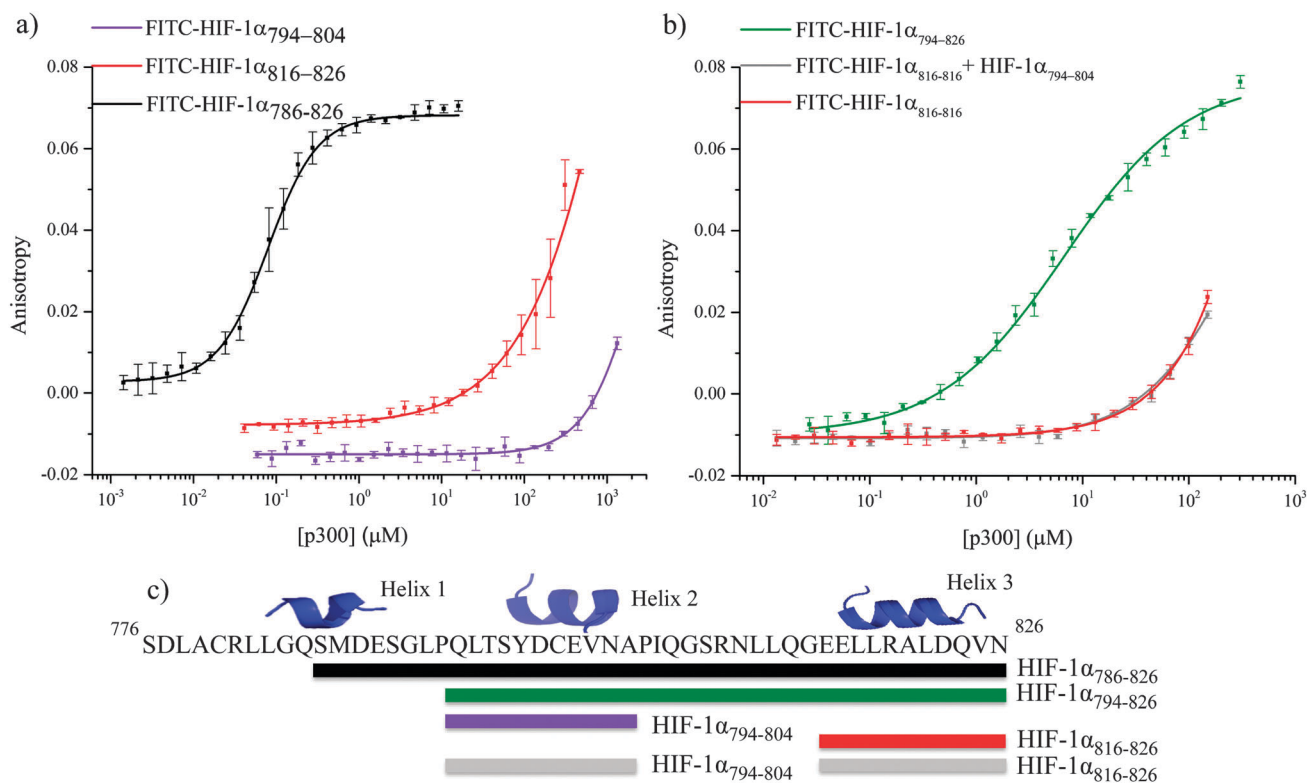 a)
FITC-HIF-1α794–804
FITC-HIF-1α816–826
FITC-HIF-1α786–826
0.08
0.06
0.04
0.02
0.00
-0.02
Anisotropy
10-3
10-2
10-1
100
101
102
103
[p300] (μM)
b)
FITC-HIF-1α794–826
FITC-HIF-1α816-816 + HIF-1α794–804
FITC-HIF-1α816-816
0.08
0.06
0.04
0.02
0.00
-0.02
Anisotropy
10-2
10-1
100
101
102
103
[p300] (μM)
c)
Helix 1
Helix 2
Helix 3
776 SDLACRLLGQSMDESGLPQLTSYDCEVNAPIQGSRNLLQGEELLRALDQVN 826
HIF-1α786-826
HIF-1α794-826
HIF-1α794–804
HIF-1α816-826
HIF-1α794–804
HIF-1α816-826